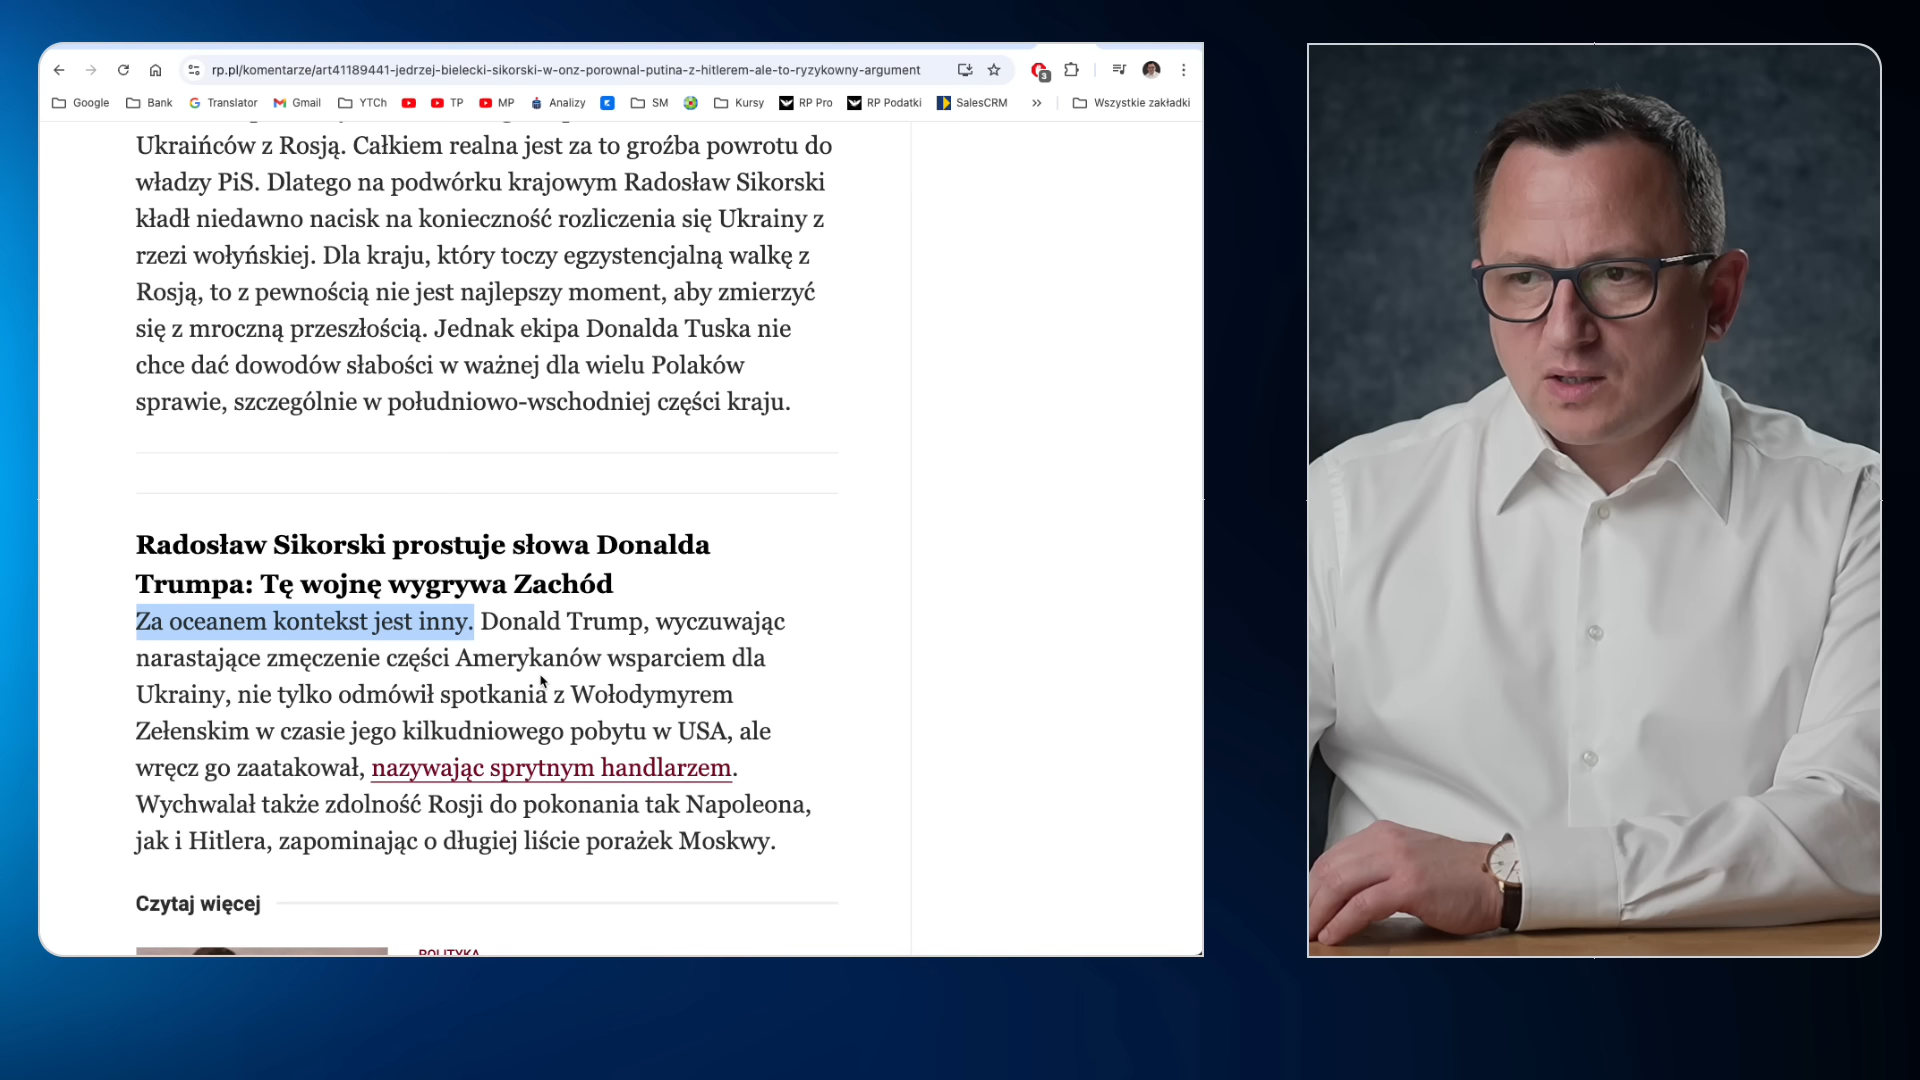 rp.pl/komentarze/art41189441-jedrzej-bielecki-sikorski-w-onz-porownal-putina-z-hitlerem-ale-to-ryzykowny-argument
3
Google Bank Translator Gmail YTCh TP MP Analizy SM Kursy RP Pro RP Podatki SalesCRM » Wszystkie zakładki
Ukraińców z Rosją. Całkiem realna jest za to groźba powrotu do
władzy PiS. Dlatego na podwórku krajowym Radosław Sikorski
kładł niedawno nacisk na konieczność rozliczenia się Ukrainy z
rzezi wołyńskiej. Dla kraju, który toczy egzystencjalną walkę z
Rosją, to z pewnością nie jest najlepszy moment, aby zmierzyć
się z mroczną przeszłością. Jednak ekipa Donalda Tuska nie
chce dać dowodów słabości w ważnej dla wielu Polaków
sprawie, szczególnie w południowo-wschodniej części kraju.
Radosław Sikorski prostuje słowa Donalda
Trumpa: Tę wojnę wygrywa Zachód
Za oceanem kontekst jest inny. Donald Trump, wyczuwając
narastające zmęczenie części Amerykanów wsparciem dla
Ukrainy, nie tylko odmówił spotkania z Wołodymyrem
Zełenskim w czasie jego kilkudniowego pobytu w USA, ale
wręcz go zaatakował, nazywając sprytnym handlarzem.
Wychwalał także zdolność Rosji do pokonania tak Napoleona,
jak i Hitlera, zapominając o długiej liście porażek Moskwy.
Czytaj więcej
POLITYKA